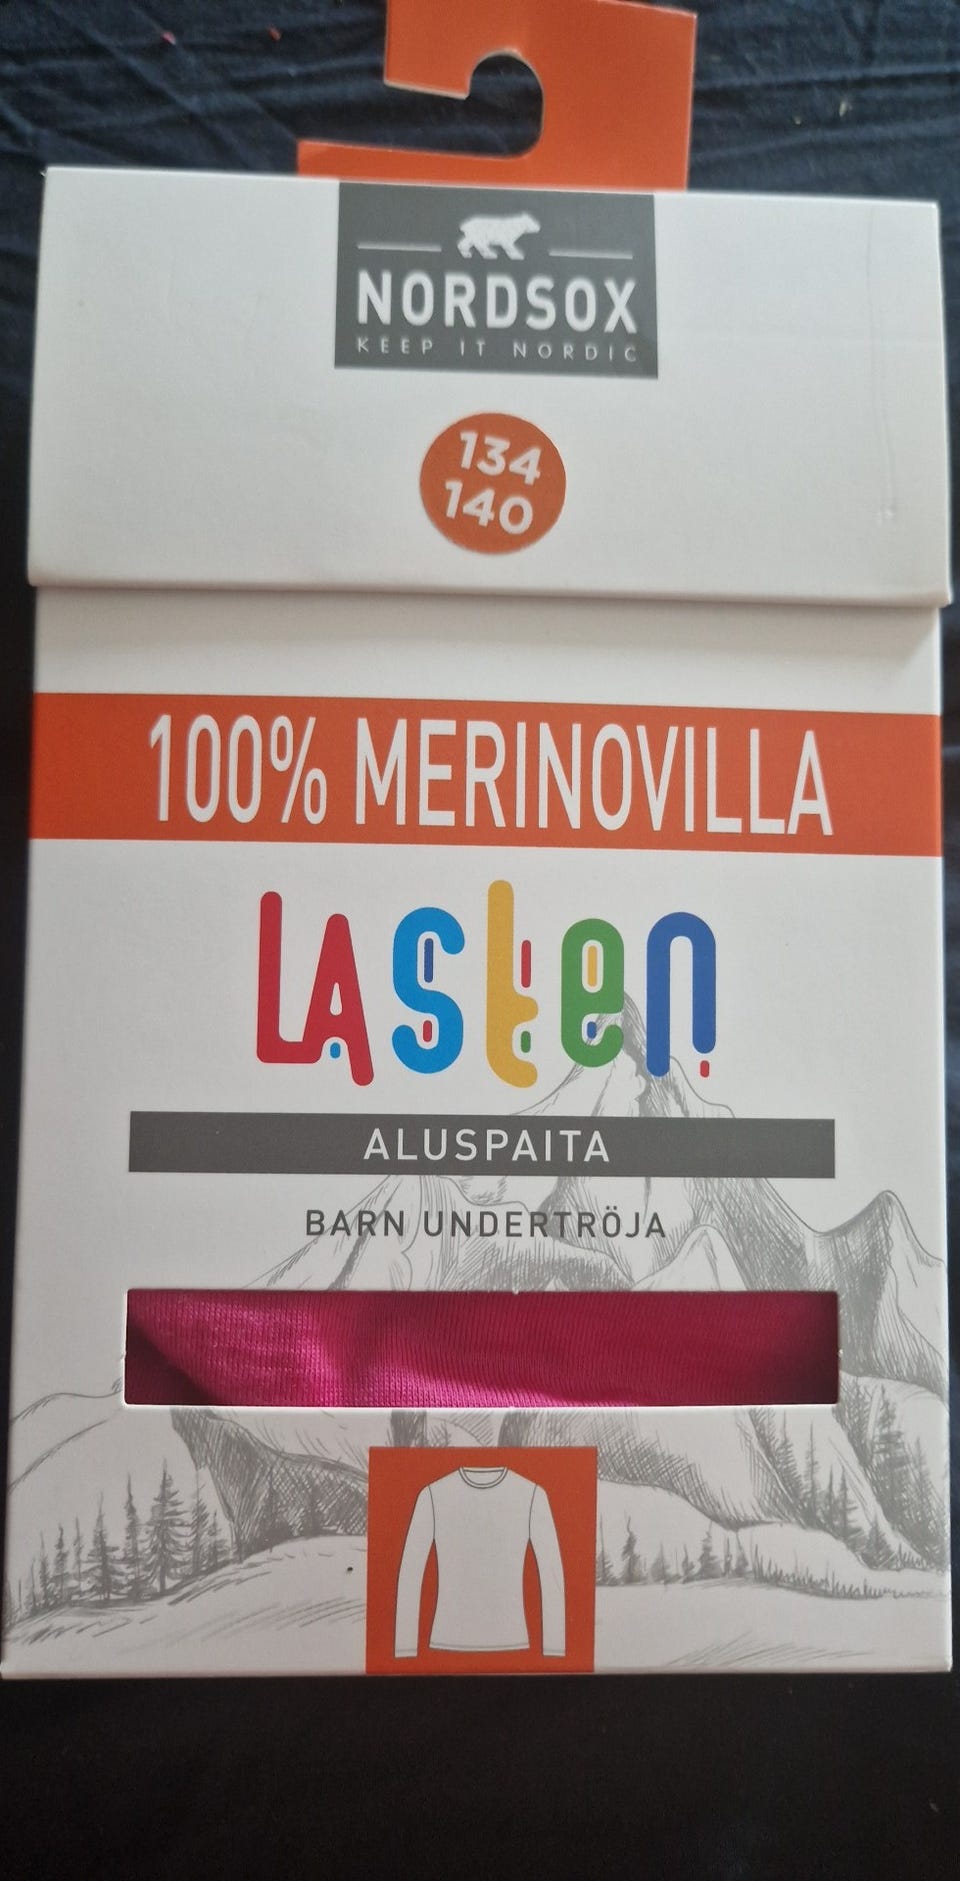 NORDSOX
KEEP IT NORDIC
134
140
100% MERINOVILLA
LASten
ALUSPAITA
BARN UNDERTRÖJA